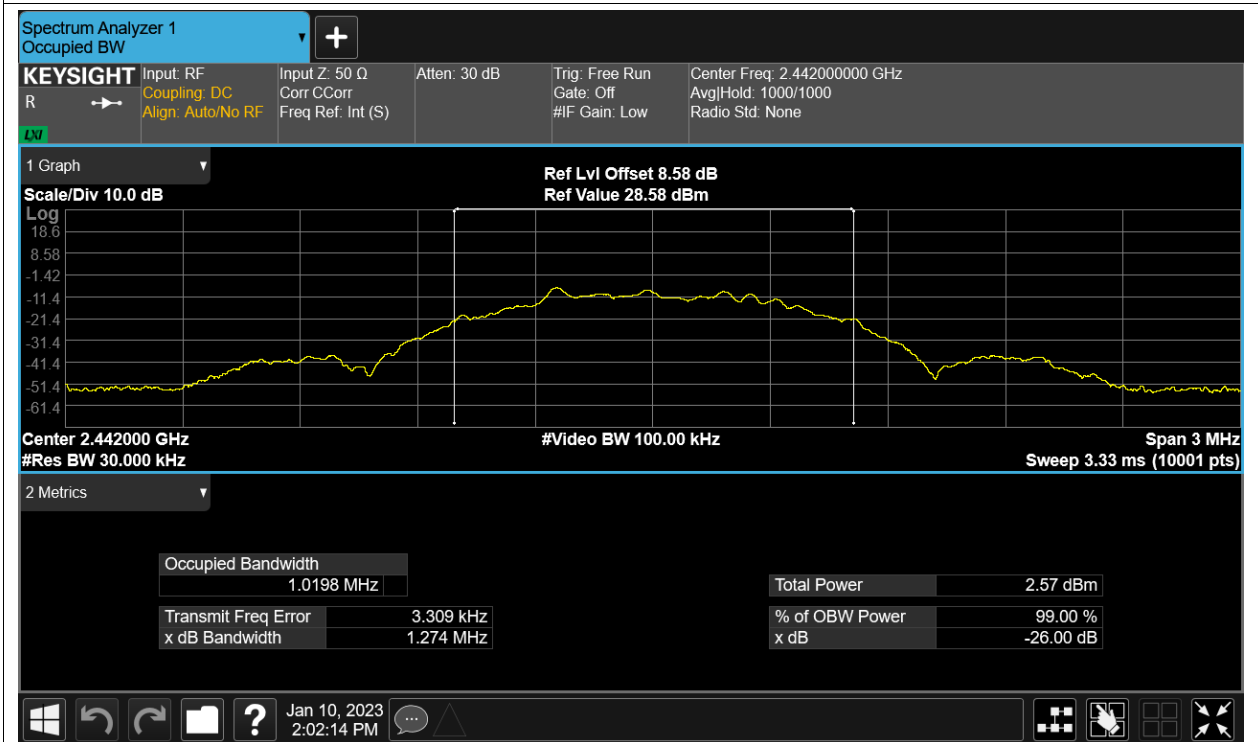 Spectrum Analyzer 1
Occupied BW
KEYSIGHT Input: RF Input Z: 50 Ω Atten: 30 dB Trig: Free Run Center Freq: 2.442000000 GHz
R Coupling: DC Corr CCorr Gate: Off Avg|Hold: 1000/1000
Align: Auto/No RF Freq Ref: Int (S) #IF Gain: Low Radio Std: None
LXI
1 Graph
Ref Lvl Offset 8.58 dB
Scale/Div 10.0 dB Ref Value 28.58 dBm
Log
18.6
8.58
-1.42
-11.4
-21.4
-31.4
-41.4
-51.4
-61.4
Center 2.442000 GHz #Video BW 100.00 kHz Span 3 MHz
#Res BW 30.000 kHz Sweep 3.33 ms (10001 pts)
2 Metrics
Occupied Bandwidth
1.0198 MHz Total Power 2.57 dBm
Transmit Freq Error 3.309 kHz % of OBW Power 99.00 %
x dB Bandwidth 1.274 MHz x dB -26.00 dB
? Jan 10, 2023
2:02:14 PM